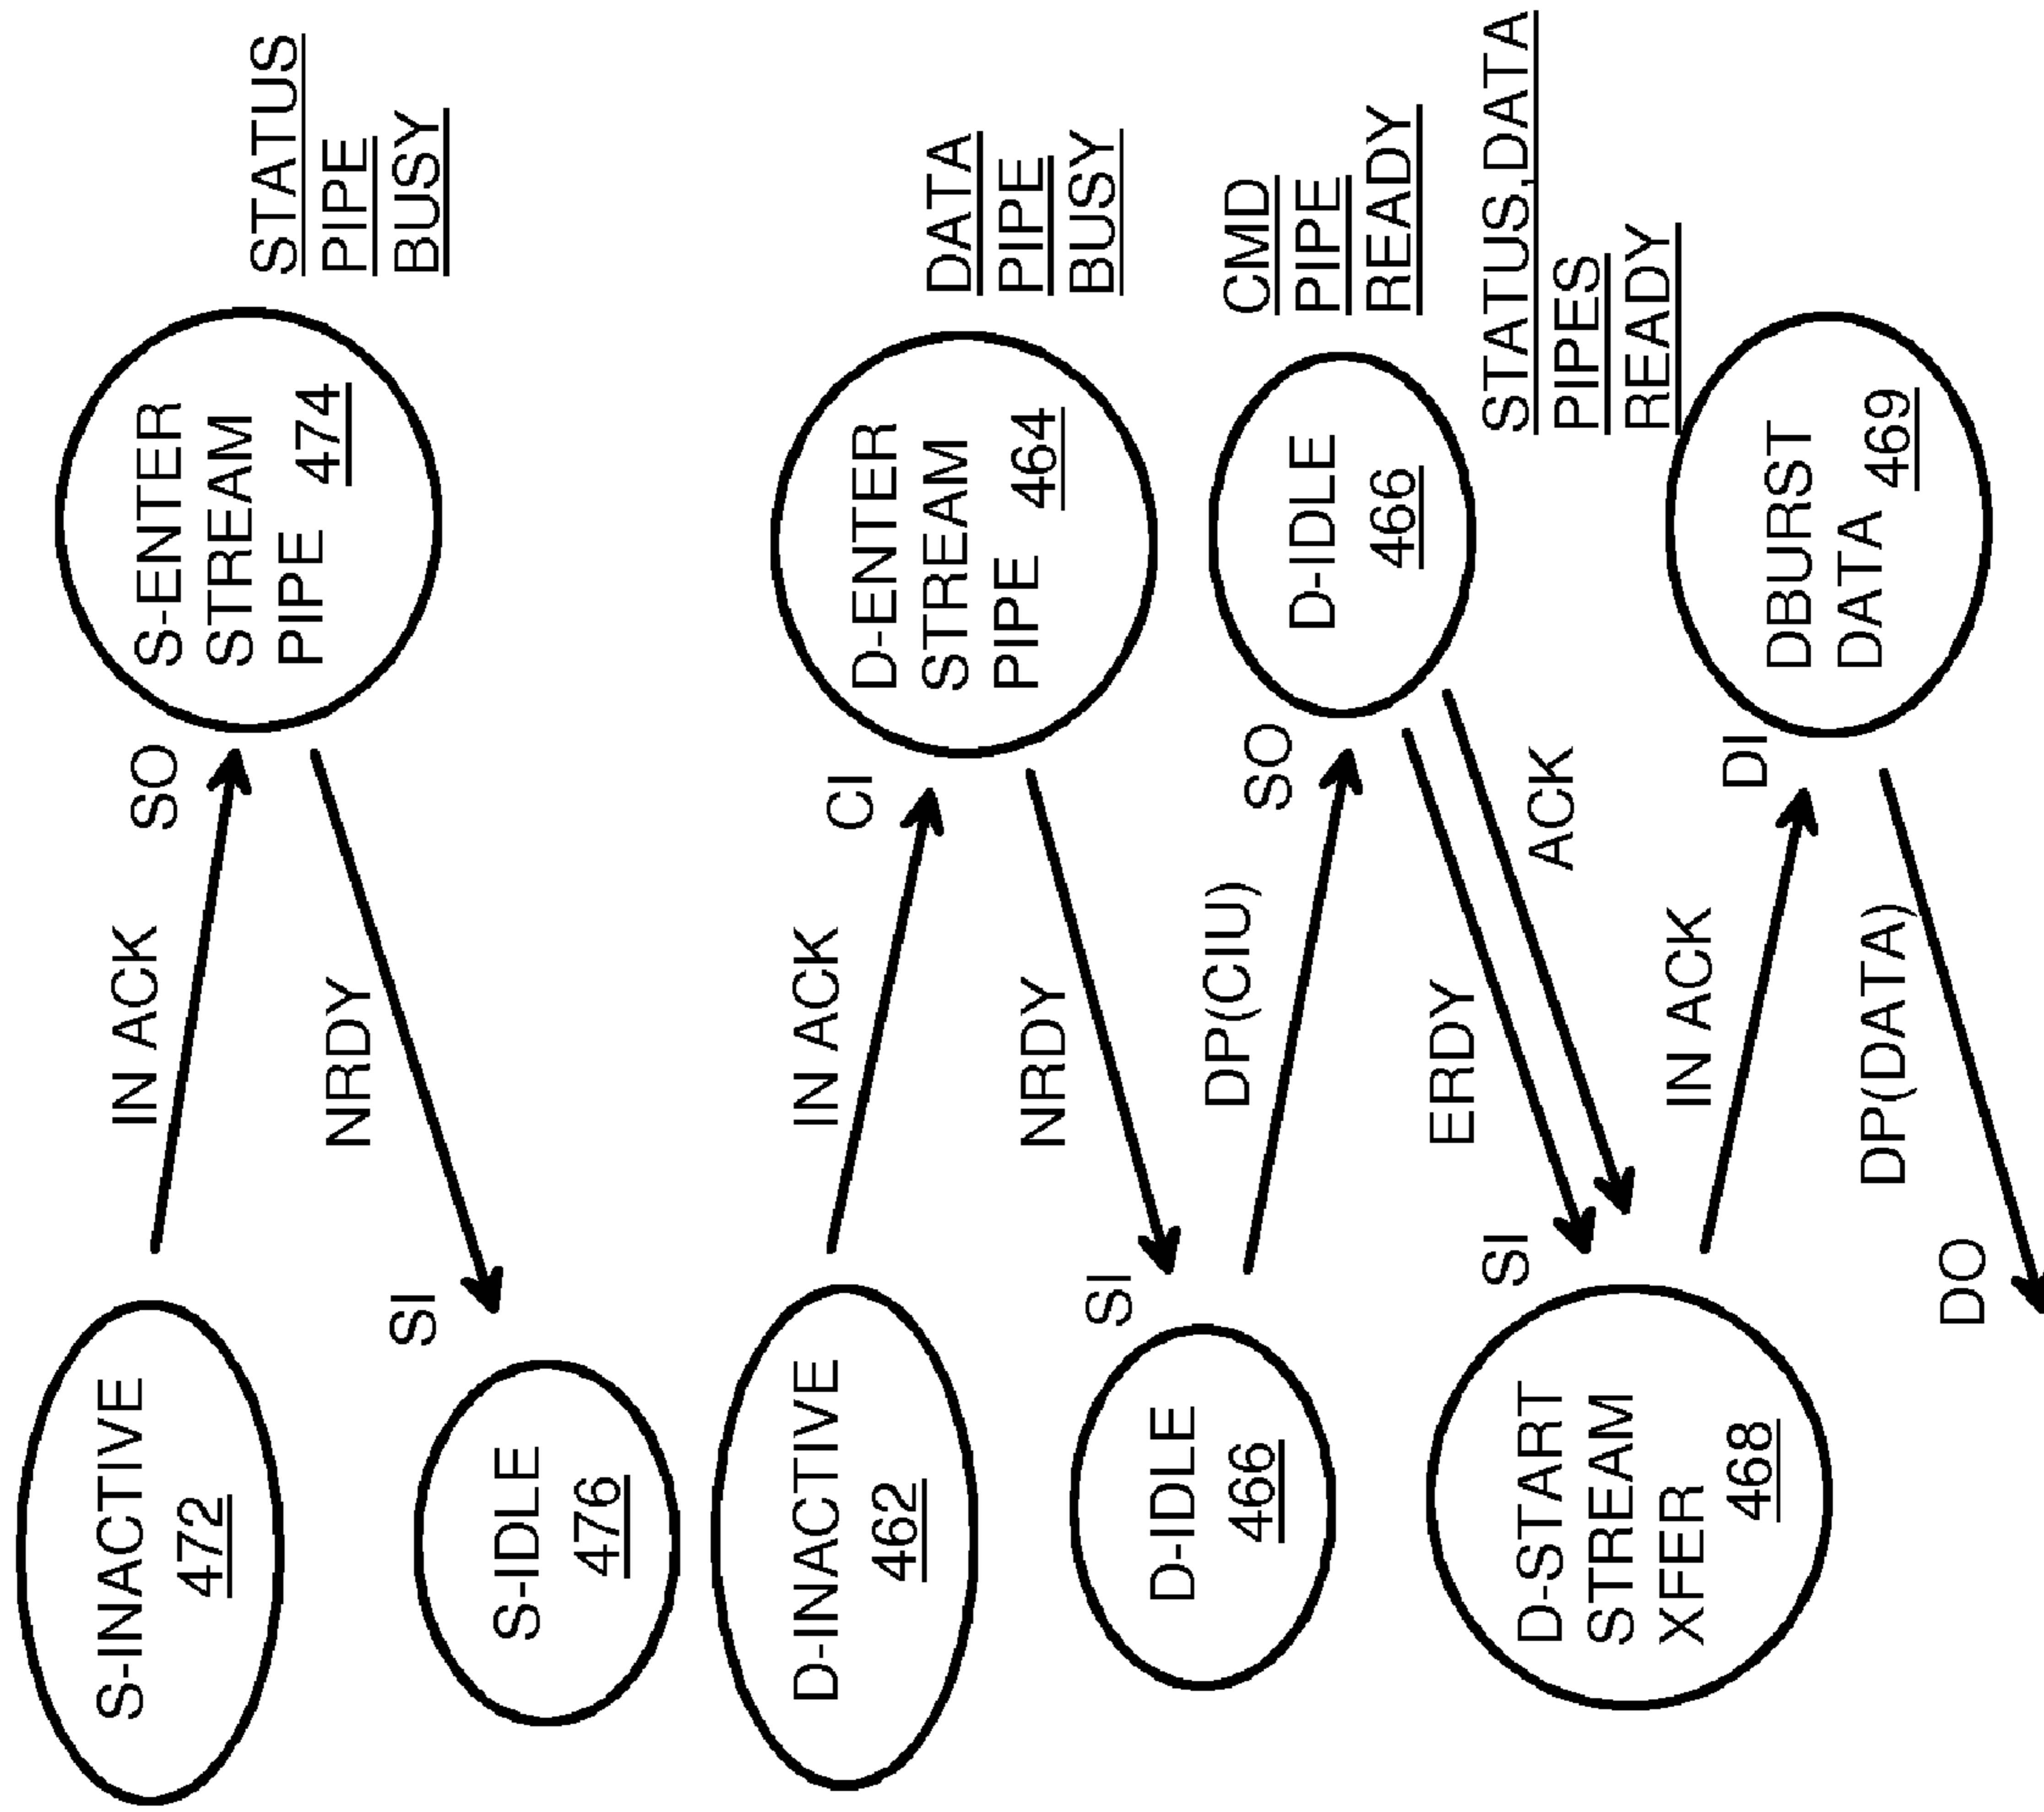 S-INACTIVE
472
IN ACK
SO
S-ENTER
STREAM
PIPE 474
STATUS
PIPE
BUSY
NRDY
SI
S-IDLE
476
D-INACTIVE
462
IN ACK
CI
D-ENTER
STREAM
PIPE 464
DATA
PIPE
BUSY
NRDY
SI
D-IDLE
466
DP(CIU)
SO
D-IDLE
466
CMD
PIPE
READY
ERDY
ACK
SI
D-START
STREAM
XFER 468
STATUS,DATA
PIPES
READY
IN ACK
DI
DBURST
DATA 469
DP(DATA)
DO